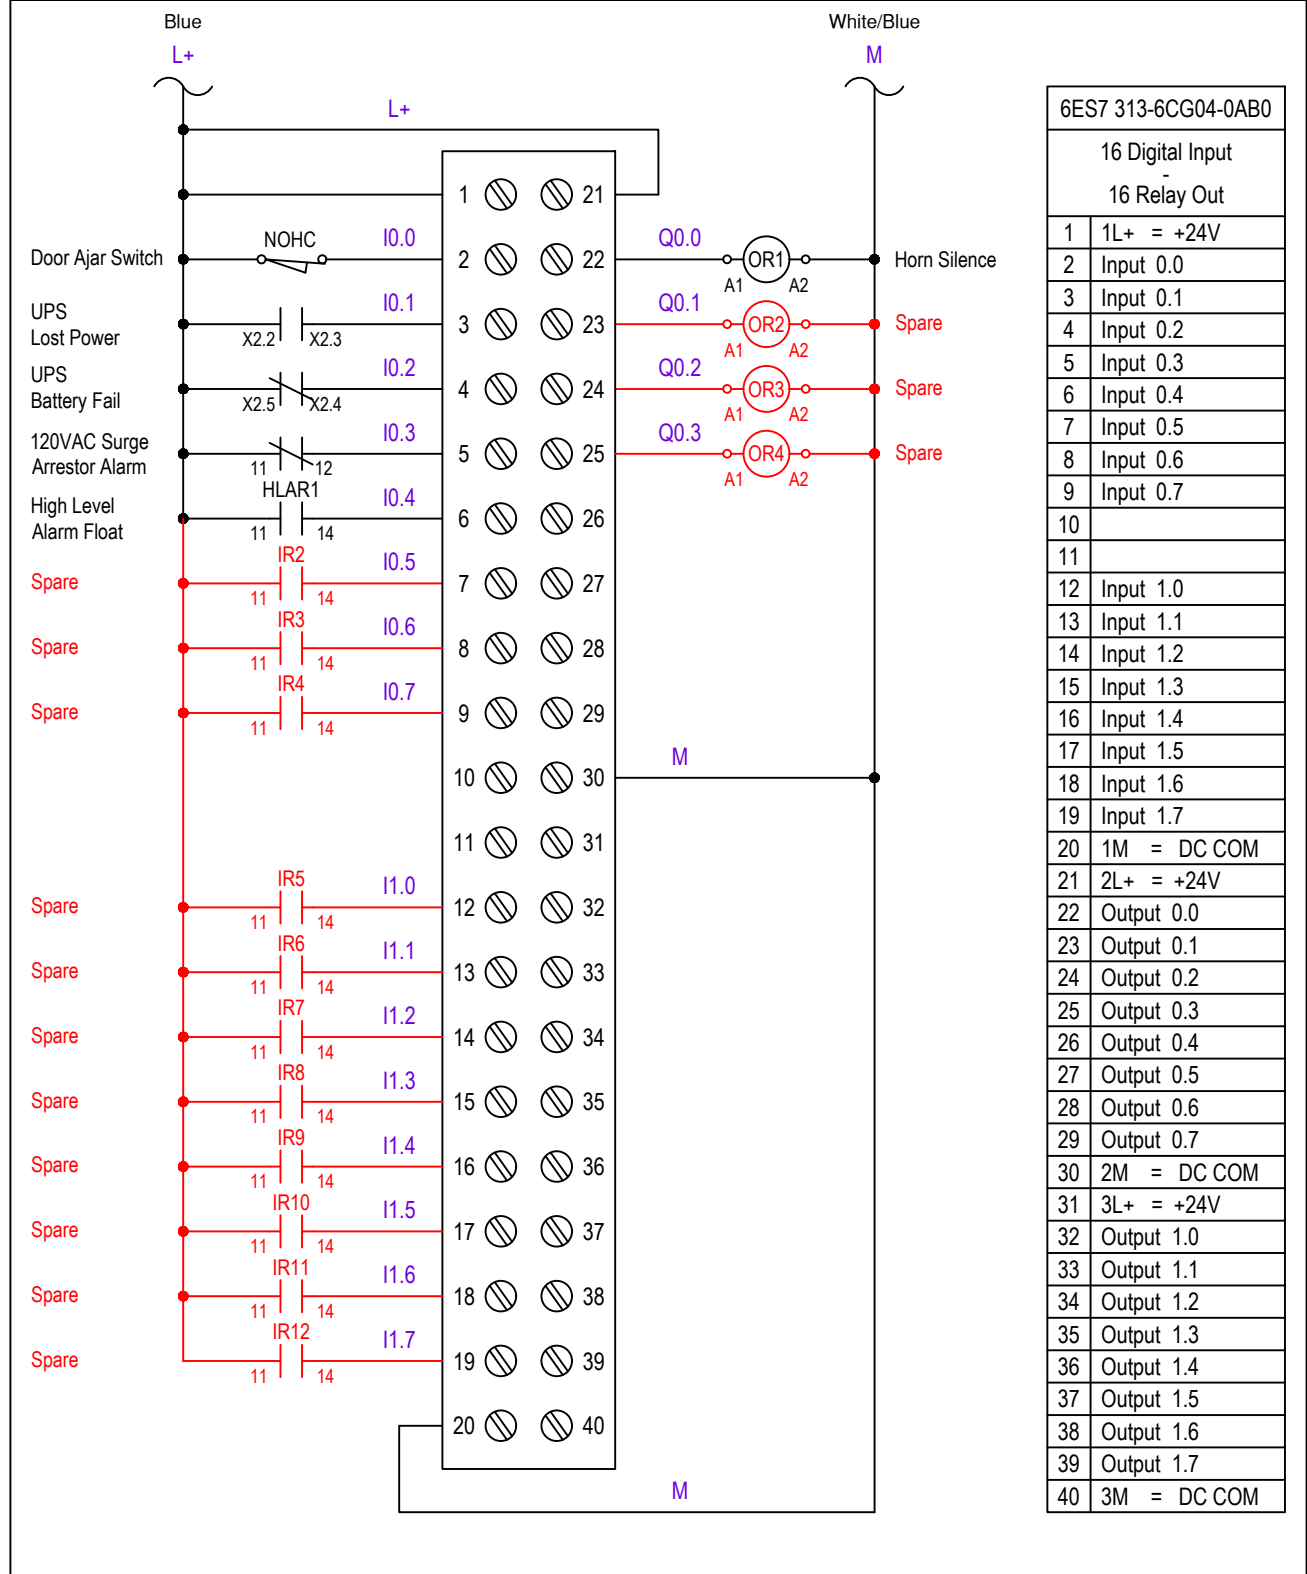 Blue
L+
White/Blue
M
L+
1
21
Door Ajar Switch
NOHC
I0.0
2
22
Q0.0
OR1
A1
A2
Horn Silence
UPS
Lost Power
X2.2
X2.3
I0.1
3
23
Q0.1
OR2
A1
A2
Spare
UPS
Battery Fail
X2.5
X2.4
I0.2
4
24
Q0.2
OR3
A1
A2
Spare
120VAC Surge
Arrestor Alarm
11
12
I0.3
5
25
Q0.3
OR4
A1
A2
Spare
High Level
Alarm Float
HLAR1
11
14
I0.4
6
26
Spare
IR2
11
14
I0.5
7
27
Spare
IR3
11
14
I0.6
8
28
Spare
IR4
11
14
I0.7
9
29
10
30
M
11
31
Spare
IR5
11
14
I1.0
12
32
Spare
IR6
11
14
I1.1
13
33
Spare
IR7
11
14
I1.2
14
34
Spare
IR8
11
14
I1.3
15
35
Spare
IR9
11
14
I1.4
16
36
Spare
IR10
11
14
I1.5
17
37
Spare
IR11
11
14
I1.6
18
38
Spare
IR12
11
14
I1.7
19
39
20
40
M
6ES7 313-6CG04-0AB0
16 Digital Input
-
16 Relay Out
1 1L+ = +24V
2 Input 0.0
3 Input 0.1
4 Input 0.2
5 Input 0.3
6 Input 0.4
7 Input 0.5
8 Input 0.6
9 Input 0.7
10
11
12 Input 1.0
13 Input 1.1
14 Input 1.2
15 Input 1.3
16 Input 1.4
17 Input 1.5
18 Input 1.6
19 Input 1.7
20 1M = DC COM
21 2L+ = +24V
22 Output 0.0
23 Output 0.1
24 Output 0.2
25 Output 0.3
26 Output 0.4
27 Output 0.5
28 Output 0.6
29 Output 0.7
30 2M = DC COM
31 3L+ = +24V
32 Output 1.0
33 Output 1.1
34 Output 1.2
35 Output 1.3
36 Output 1.4
37 Output 1.5
38 Output 1.6
39 Output 1.7
40 3M = DC COM